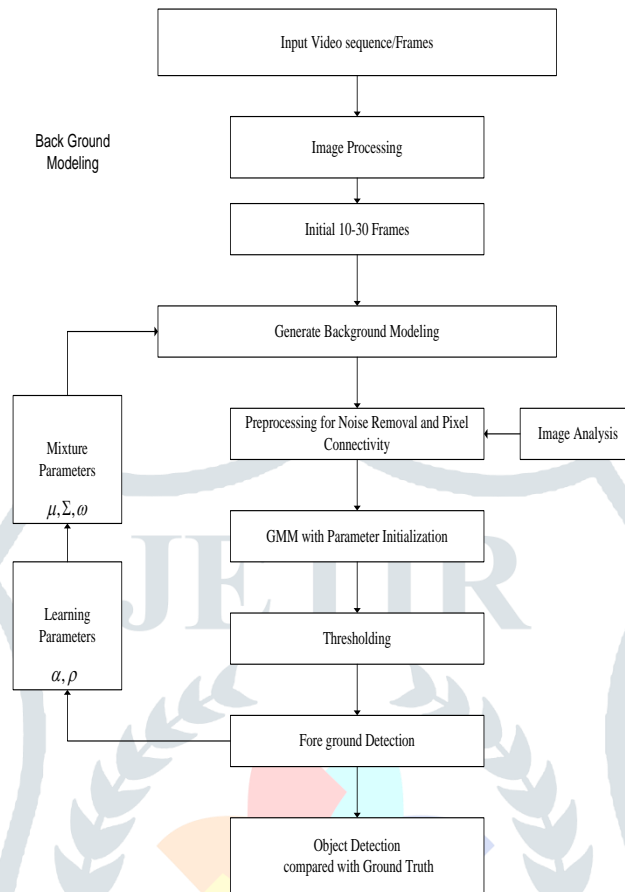 Input Video sequence/Frames
Back Ground
Modeling
Image Processing
Initial 10-30 Frames
Generate Background Modeling
Mixture
Parameters
μ,Σ,ω
Preprocessing for Noise Removal and Pixel
Connectivity
Image Analysis
GMM with Parameter Initialization
JETIR
Learning
Parameters
α,ρ
Thresholding
Fore ground Detection
Object Detection
compared with Ground Truth